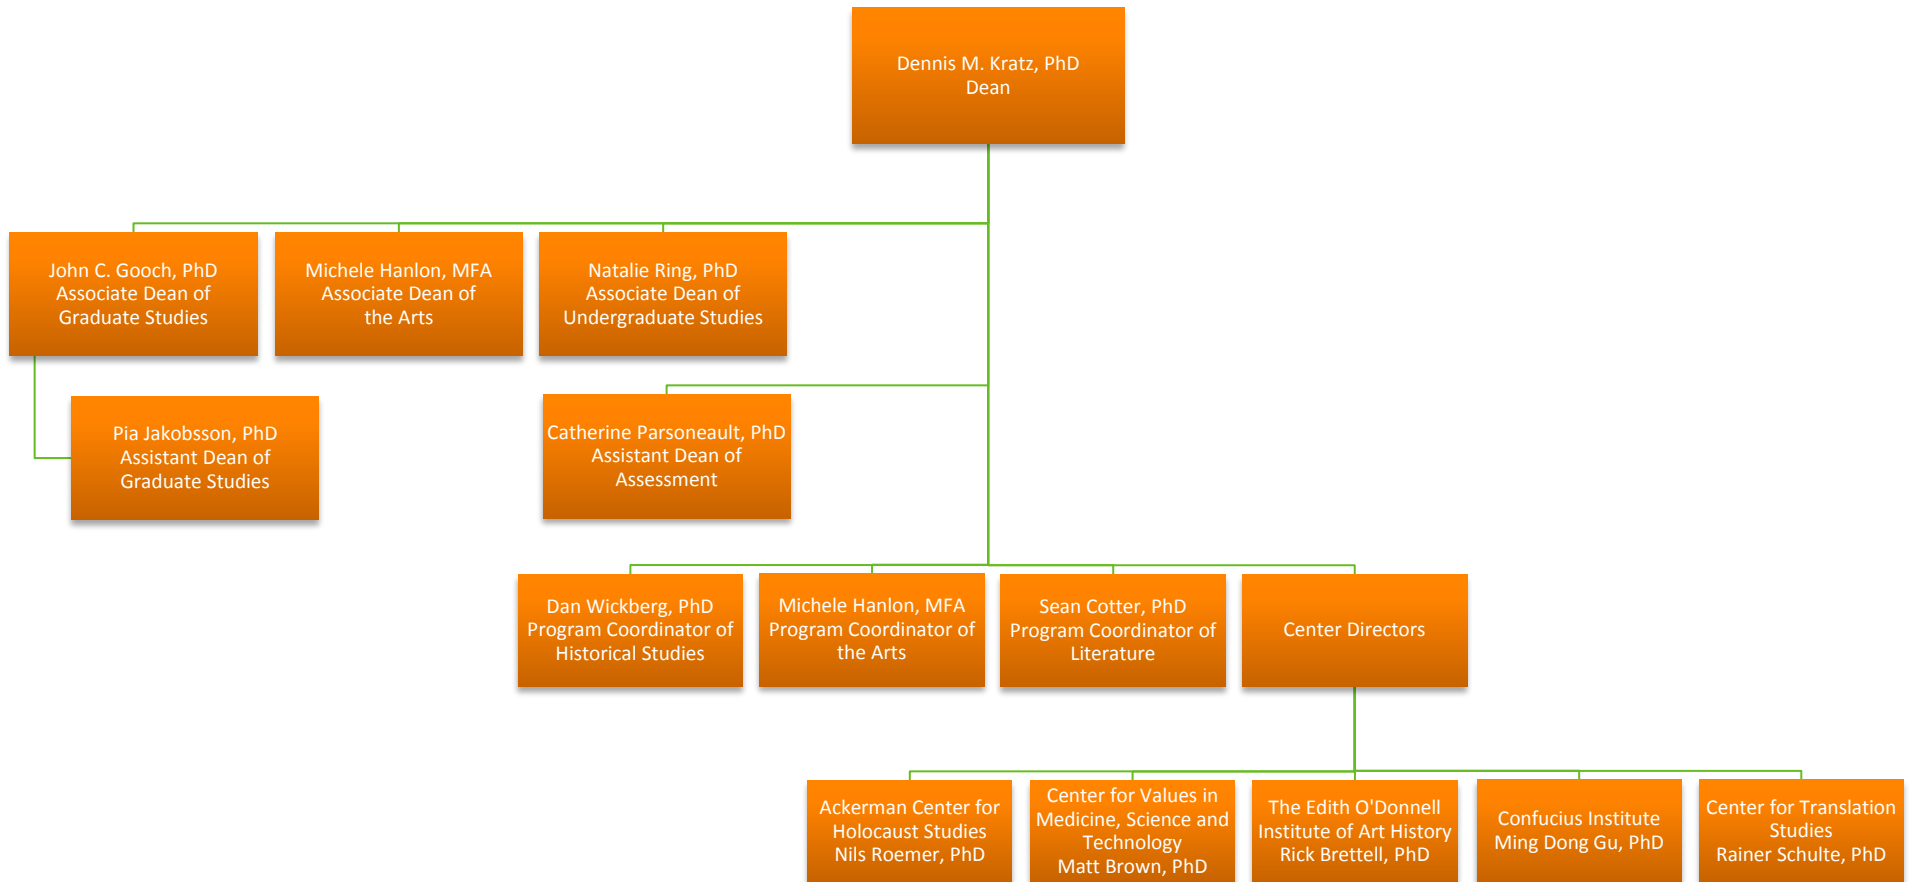 Dennis M. Kratz, PhD
Dean
John C. Gooch, PhD
Associate Dean of
Graduate Studies
Michele Hanlon, MFA
Associate Dean of
the Arts
Natalie Ring, PhD
Associate Dean of
Undergraduate Studies
Pia Jakobsson, PhD
Assistant Dean of
Graduate Studies
Catherine Parsoneault, PhD
Assistant Dean of
Assessment
Dan Wickberg, PhD
Program Coordinator of
Historical Studies
Michele Hanlon, MFA
Program Coordinator of
the Arts
Sean Cotter, PhD
Program Coordinator of
Literature
Center Directors
Ackerman Center for
Holocaust Studies
Nils Roemer, PhD
Center for Values in
Medicine, Science and
Technology
Matt Brown, PhD
The Edith O'Donnell
Institute of Art History
Rick Brettell, PhD
Confucius Institute
Ming Dong Gu, PhD
Center for Translation
Studies
Rainer Schulte, PhD